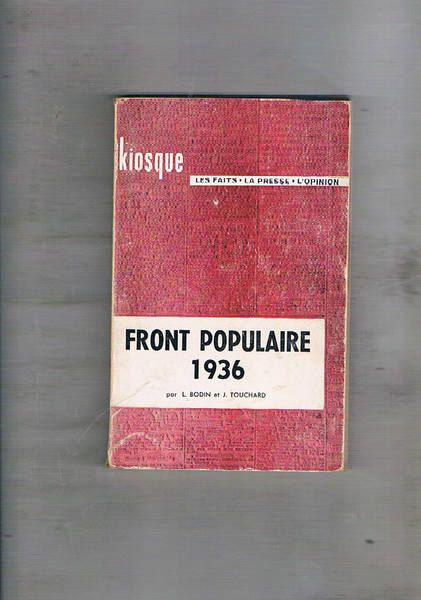 kiosque
LES FAITS • LA PRESSE • L'OPINION
FRONT POPULAIRE
1936
par L. BODIN et J. TOUCHARD